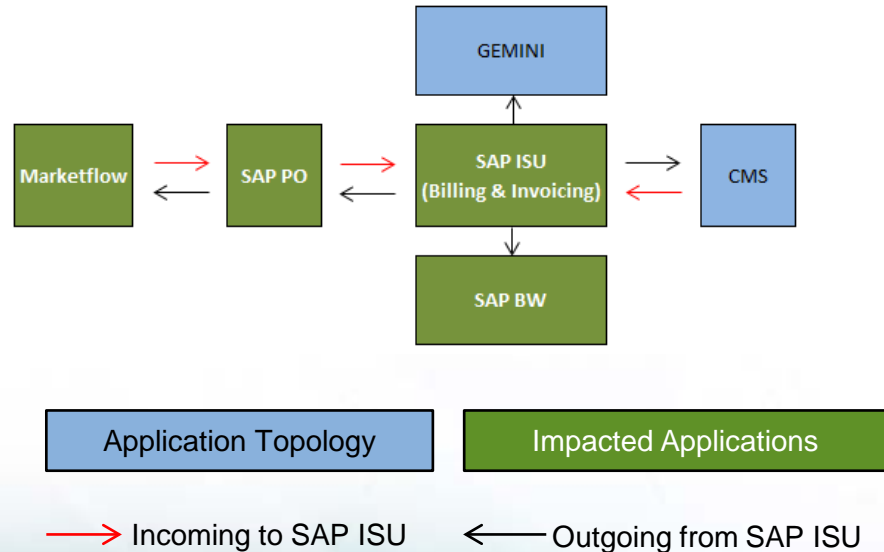 GEMINI
Marketflow
SAP PO
SAP ISU
(Billing & Invoicing)
CMS
SAP BW
Application Topology
Impacted Applications
Incoming to SAP ISU
Outgoing from SAP ISU